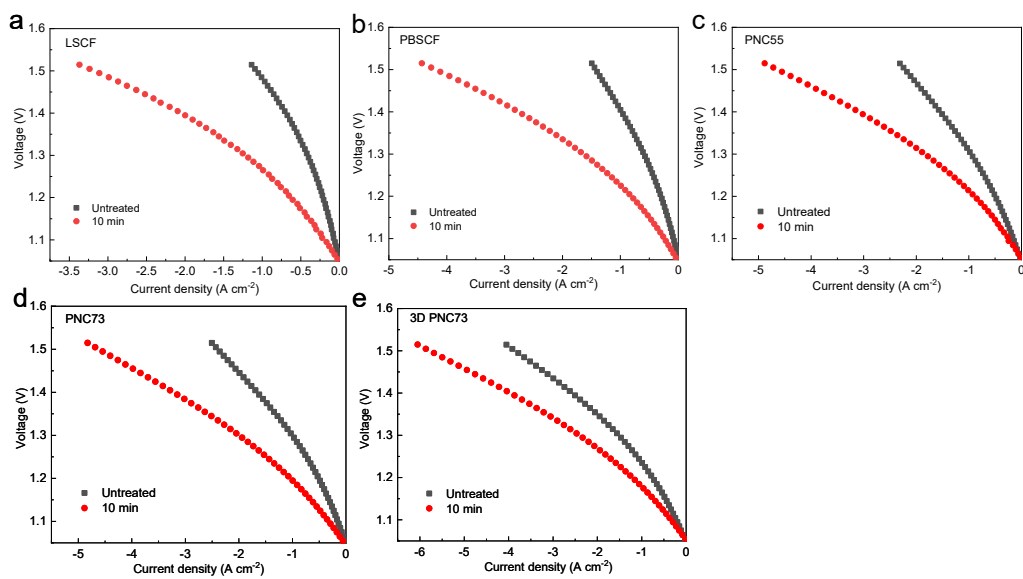 a
LSCF
Voltage (V)
1.6
1.5
1.4
1.3
1.2
1.1
Untreated
10 min
-3.5 -3.0 -2.5 -2.0 -1.5 -1.0 -0.5 0.0
Current density (A cm-2)
b
PBSCF
Voltage (V)
1.6
1.5
1.4
1.3
1.2
1.1
Untreated
10 min
-5 -4 -3 -2 -1 0
Current density (A cm-2)
c
PNC55
Voltage (V)
1.6
1.5
1.4
1.3
1.2
1.1
Untreated
10 min
-5 -4 -3 -2 -1 0
Current density (A cm-2)
d
PNC73
Voltage (V)
1.6
1.5
1.4
1.3
1.2
1.1
Untreated
10 min
-5 -4 -3 -2 -1 0
Current density (A cm-2)
e
3D PNC73
Voltage (V)
1.6
1.5
1.4
1.3
1.2
1.1
Untreated
10 min
-6 -5 -4 -3 -2 -1 0
Current density (A cm-2)